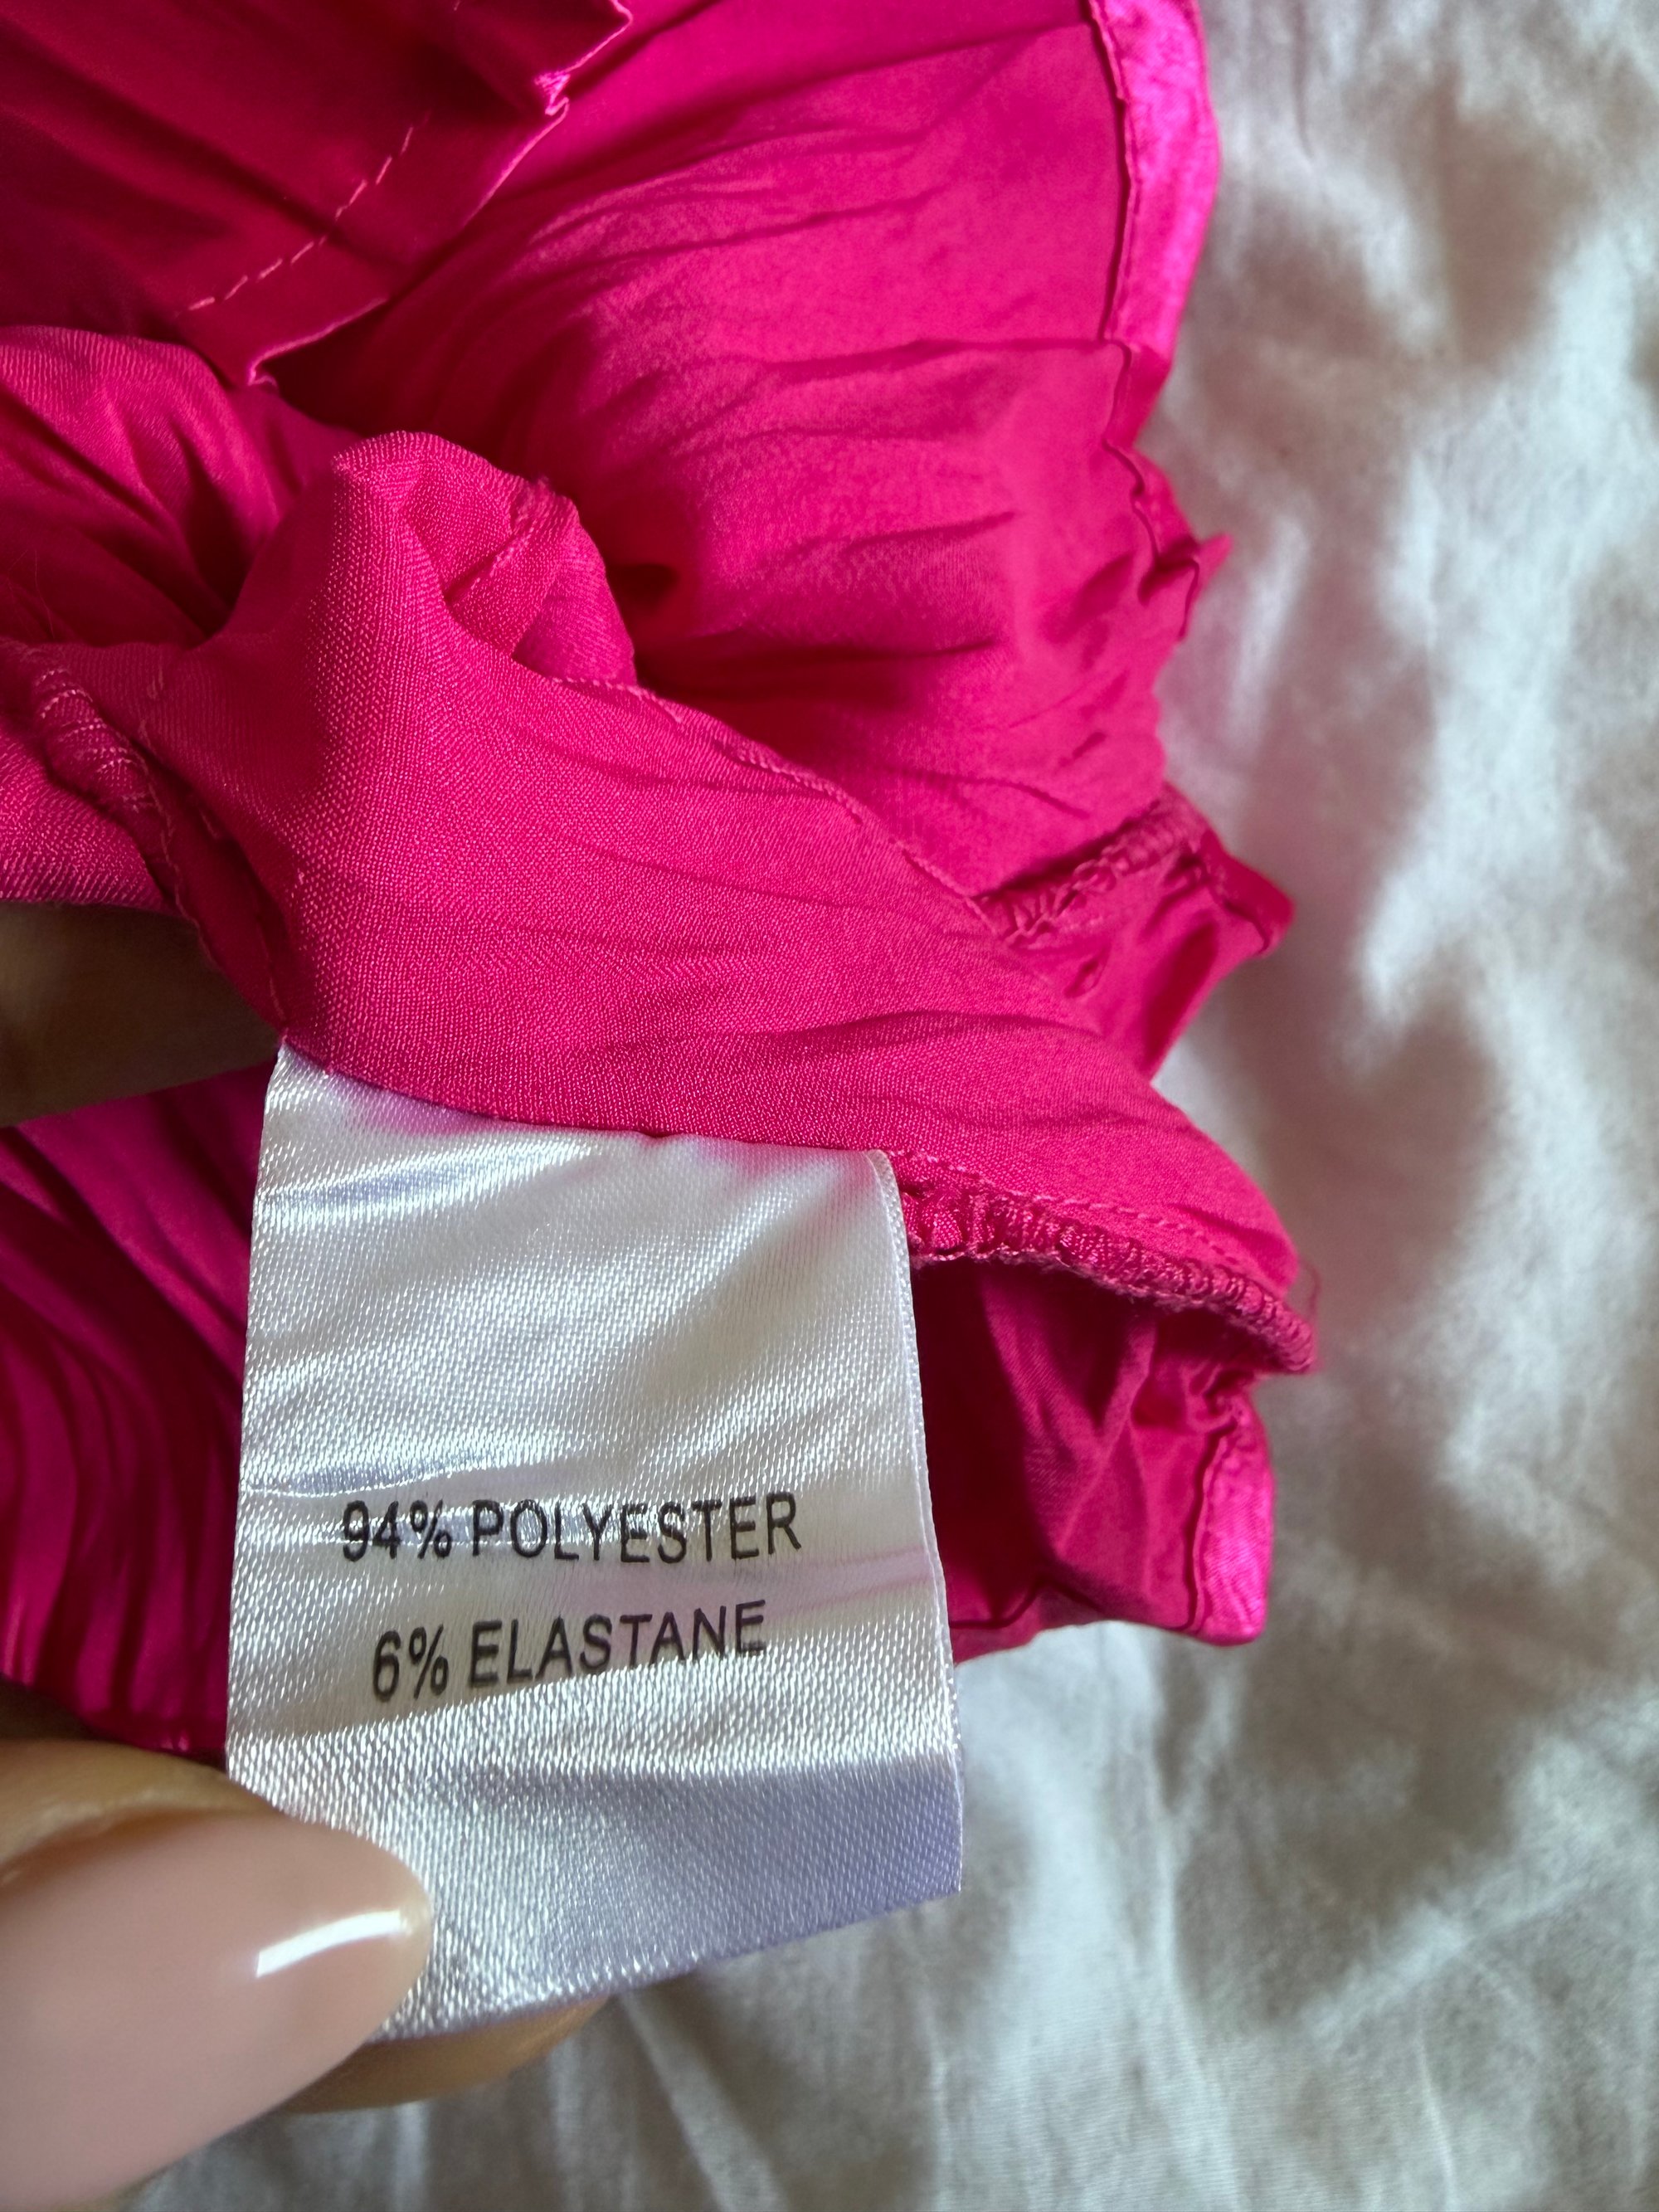 94% POLYESTER
6% ELASTANE